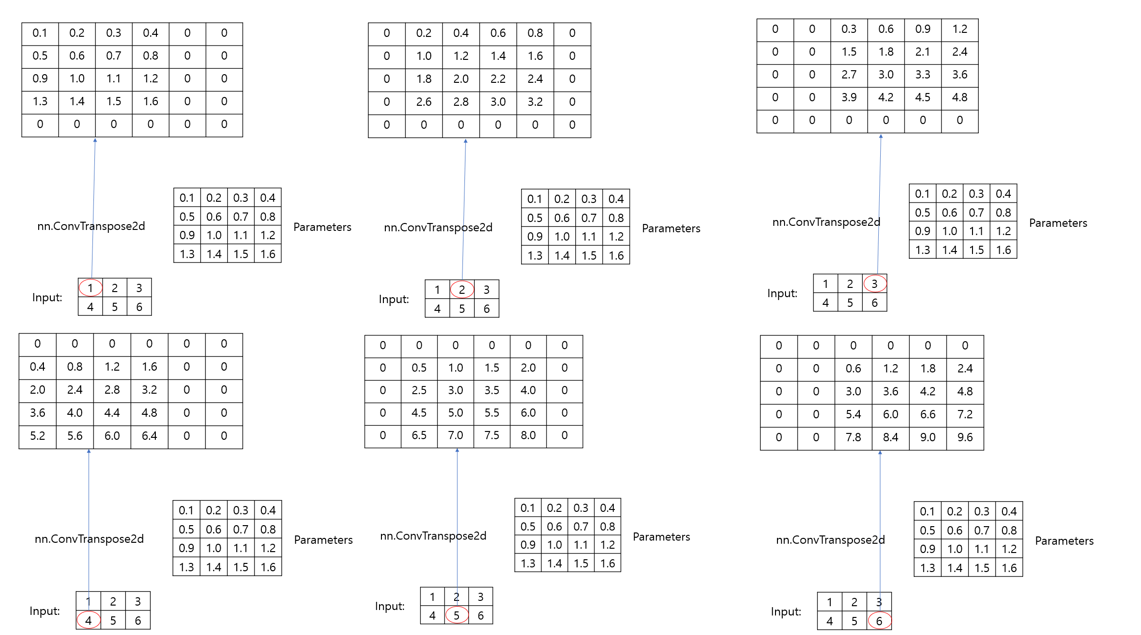 0.1 0.2 0.3 0.4 0 0
0.5 0.6 0.7 0.8 0 0
0.9 1.0 1.1 1.2 0 0
1.3 1.4 1.5 1.6 0 0
0 0 0 0 0 0
nn.ConvTranspose2d
0.1 0.2 0.3 0.4
0.5 0.6 0.7 0.8
0.9 1.0 1.1 1.2
1.3 1.4 1.5 1.6
Parameters
Input:
1 2 3
4 5 6
0 0.2 0.4 0.6 0.8 0
0 1.0 1.2 1.4 1.6 0
0 1.8 2.0 2.2 2.4 0
0 2.6 2.8 3.0 3.2 0
0 0 0 0 0 0
nn.ConvTranspose2d
0.1 0.2 0.3 0.4
0.5 0.6 0.7 0.8
0.9 1.0 1.1 1.2
1.3 1.4 1.5 1.6
Parameters
Input:
1 2 3
4 5 6
0 0 0.3 0.6 0.9 1.2
0 0 1.5 1.8 2.1 2.4
0 0 2.7 3.0 3.3 3.6
0 0 3.9 4.2 4.5 4.8
0 0 0 0 0 0
nn.ConvTranspose2d
0.1 0.2 0.3 0.4
0.5 0.6 0.7 0.8
0.9 1.0 1.1 1.2
1.3 1.4 1.5 1.6
Parameters
Input:
1 2 3
4 5 6
0 0 0 0 0 0
0.4 0.8 1.2 1.6 0 0
2.0 2.4 2.8 3.2 0 0
3.6 4.0 4.4 4.8 0 0
5.2 5.6 6.0 6.4 0 0
nn.ConvTranspose2d
0.1 0.2 0.3 0.4
0.5 0.6 0.7 0.8
0.9 1.0 1.1 1.2
1.3 1.4 1.5 1.6
Parameters
Input:
1 2 3
4 5 6
0 0 0 0 0 0
0 0.5 1.0 1.5 2.0 0
0 2.5 3.0 3.5 4.0 0
0 4.5 5.0 5.5 6.0 0
0 6.5 7.0 7.5 8.0 0
nn.ConvTranspose2d
0.1 0.2 0.3 0.4
0.5 0.6 0.7 0.8
0.9 1.0 1.1 1.2
1.3 1.4 1.5 1.6
Parameters
Input:
1 2 3
4 5 6
0 0 0 0 0 0
0 0 0.6 1.2 1.8 2.4
0 0 3.0 3.6 4.2 4.8
0 0 5.4 6.0 6.6 7.2
0 0 7.8 8.4 9.0 9.6
nn.ConvTranspose2d
0.1 0.2 0.3 0.4
0.5 0.6 0.7 0.8
0.9 1.0 1.1 1.2
1.3 1.4 1.5 1.6
Parameters
Input:
1 2 3
4 5 6